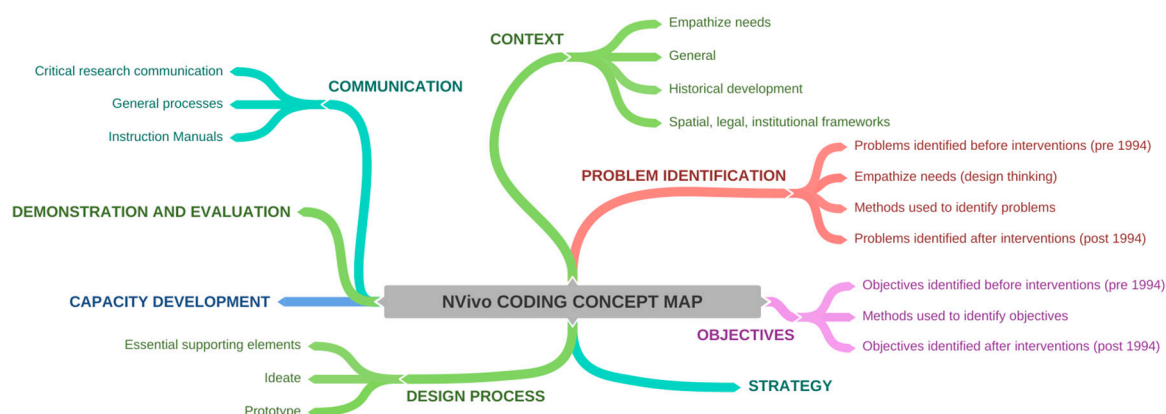 CONTEXT
Empathize needs
General
Historical development
Spatial, legal, institutional frameworks
COMMUNICATION
Critical research communication
General processes
Instruction Manuals
PROBLEM IDENTIFICATION
Problems identified before interventions (pre 1994)
Empathize needs (design thinking)
Methods used to identify problems
Problems identified after interventions (post 1994)
DEMONSTRATION AND EVALUATION
CAPACITY DEVELOPMENT
NVivo CODING CONCEPT MAP
OBJECTIVES
Objectives identified before interventions (pre 1994)
Methods used to identify objectives
Objectives identified after interventions (post 1994)
Essential supporting elements
Ideate
Prototype
DESIGN PROCESS
STRATEGY